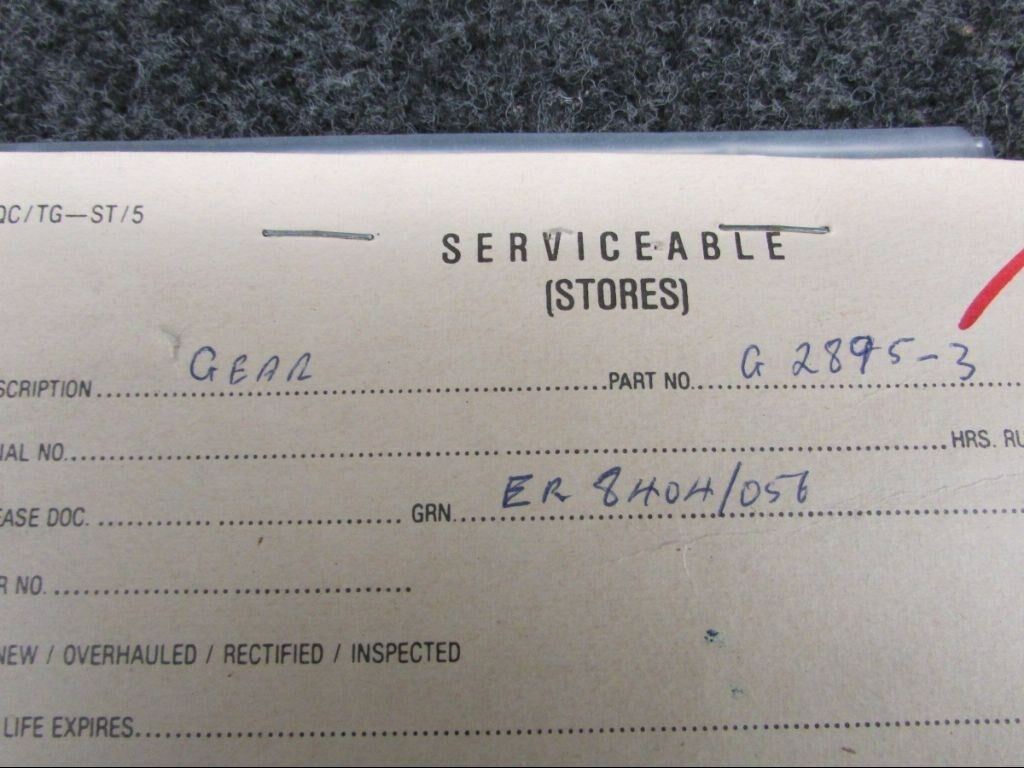 QC/TG—ST/5
SERVICEABLE
(STORES)
SCRIPTION GEAR PART NO. G 2895-3
IAL NO. HRS. RU
EASE DOC. GRN. ER 8404/056
R NO.
NEW / OVERHAULED / RECTIFIED / INSPECTED
LIFE EXPIRES